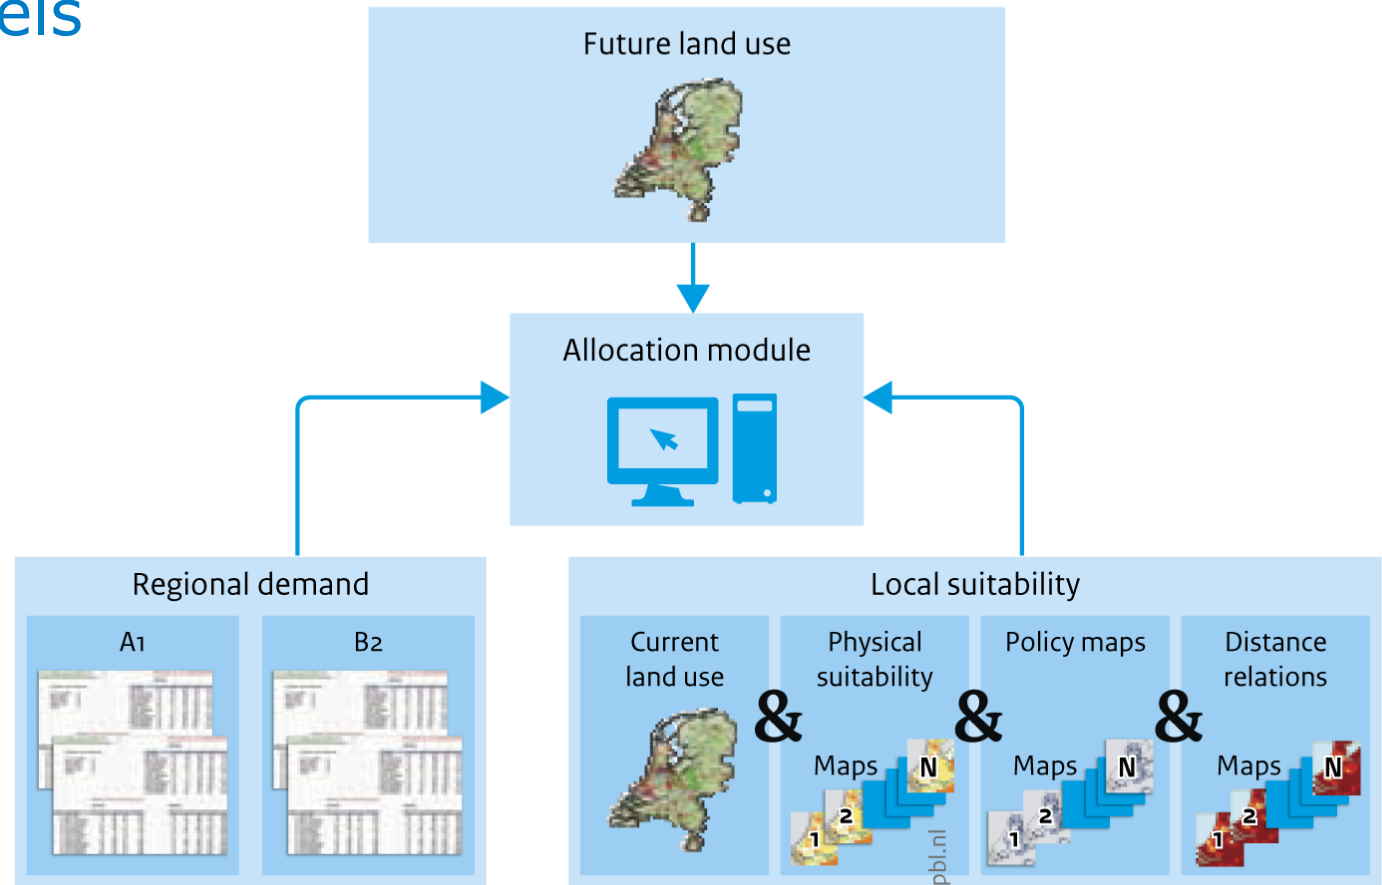 els
Future land use
Allocation module
Regional demand
A1
B2
Local suitability
Current
land use
&
Physical
suitability
Maps
1
2
N
&
Policy maps
Maps
1
2
N
&
Distance
relations
Maps
1
2
N
pbl.nl